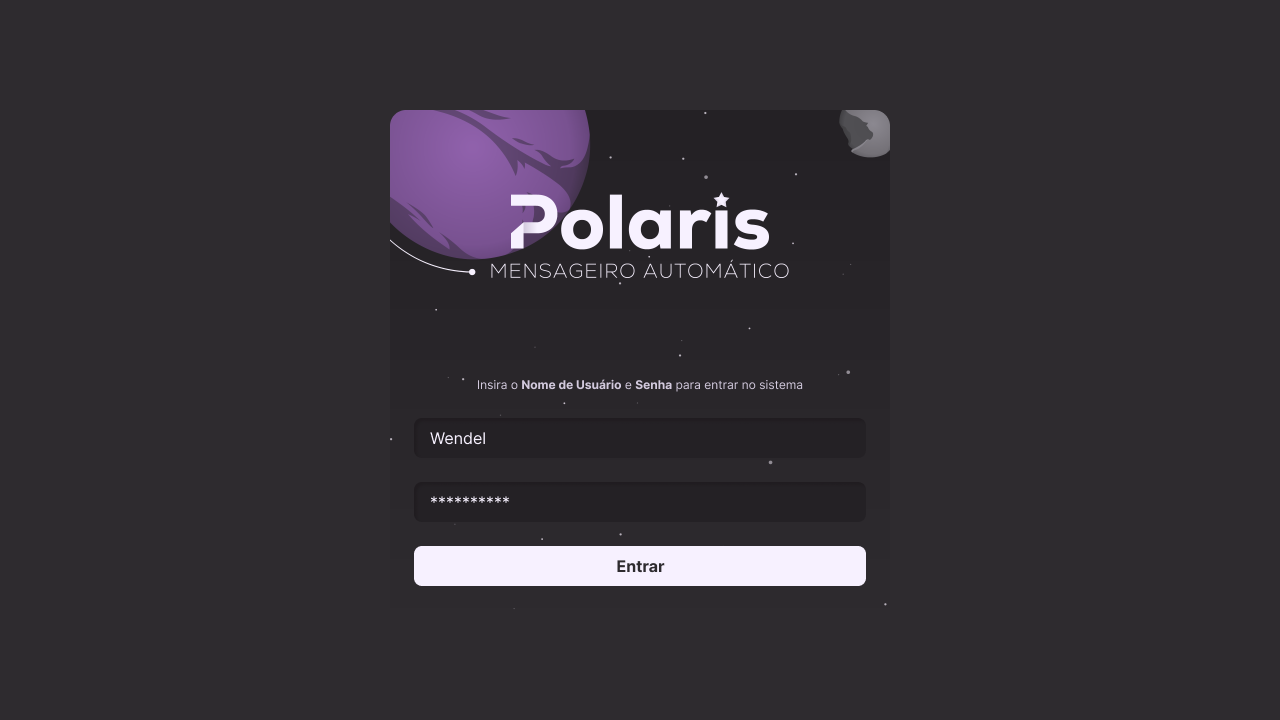 Polaris
MENSAGEIRO AUTOMÁTICO
Insira o Nome de Usuário e Senha para entrar no sistema
Wendel
**********
Entrar